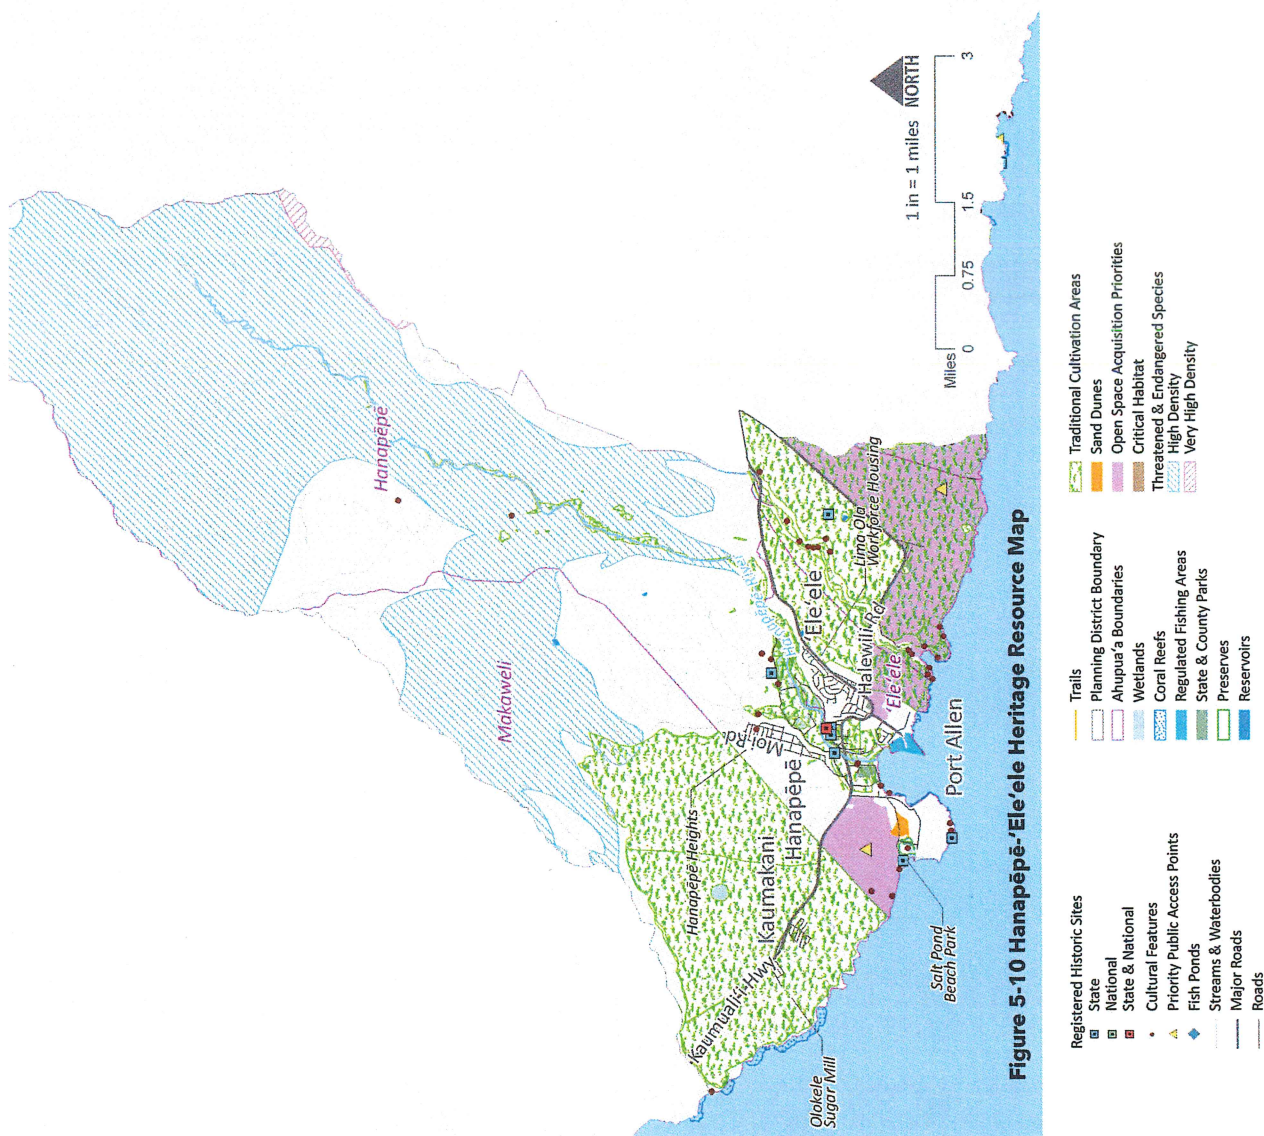 Hanapēpē
Makaweli
1 in = 1 miles
NORTH
Miles
0
0.75
1.5
3
Hanapēpē River
Hanapēpē Heights
Moi Rd
Kaumakani
Hanapēpē
Kaumuali‘i Hwy
‘Ele‘ele
Halewili Rd
‘Ele‘ele
Lima Ola
Workforce Housing
Port Allen
Salt Pond
Beach Park
Olokele
Sugar Mill
Figure 5-10 Hanapēpē-‘Ele‘ele Heritage Resource Map
Registered Historic Sites
State
National
State & National
Cultural Features
Priority Public Access Points
Fish Ponds
Streams & Waterbodies
Major Roads
Roads
Trails
Planning District Boundary
Ahupua‘a Boundaries
Wetlands
Coral Reefs
Regulated Fishing Areas
State & County Parks
Preserves
Reservoirs
Traditional Cultivation Areas
Sand Dunes
Open Space Acquisition Priorities
Critical Habitat
Threatened & Endangered Species
High Density
Very High Density